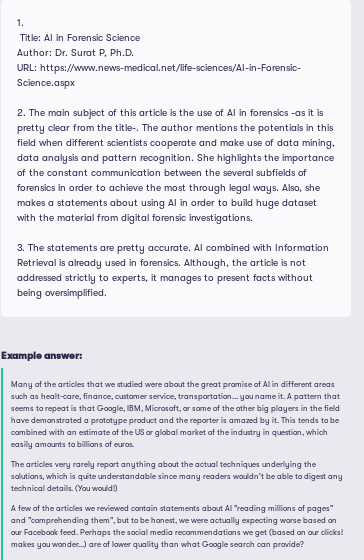 1.
Title: AI in Forensic Science
Author: Dr. Surat P, Ph.D.
URL: https://www.news-medical.net/life-sciences/AI-in-Forensic-
Science.aspx
2. The main subject of this article is the use of AI in forensics -as it is
pretty clear from the title-. The author mentions the potentials in this
field when different scientists cooperate and make use of data mining,
data analysis and pattern recognition. She highlights the importance
of the constant communication between the several subfields of
forensics in order to achieve the most through legal ways. Also, she
makes a statements about using AI in order to build huge dataset
with the material from digital forensic investigations.
3. The statements are pretty accurate. AI combined with Information
Retrieval is already used in forensics. Although, the article is not
addressed strictly to experts, it manages to present facts without
being oversimplified.
Example answer:
Many of the articles that we studied were about the great promise of AI in different areas
such as healt-care, finance, customer service, transportation... you name it. A pattern that
seems to repeat is that Google, IBM, Microsoft, or some of the other big players in the field
have demonstrated a prototype product and the reporter is amazed by it. This tends to be
combined with an estimate of the US or global market of the industry in question, which
easily amounts to billions of euros.
The articles very rarely report anything about the actual techniques underlying the
solutions, which is quite understandable since many readers wouldn't be able to digest any
technical details. (You would!)
A few of the articles we reviewed contain statements about AI "reading millions of pages"
and "comprehending them", but to be honest, we were actually expecting worse based on
our Facebook feed. Perhaps the social media recommendations we get (based on our clicks!
makes you wonder...) are of lower quality than what Google search can provide?